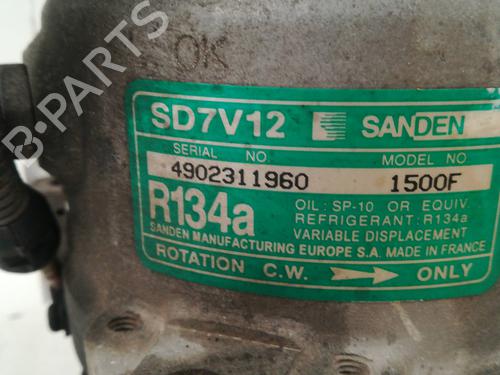 OK
SD7V12 SANDEN
SERIAL NO. MODEL NO
4902311960 1500F
R134a
OIL: SP-10 OR EQUIV.
REFRIGERANT: R134a
VARIABLE DISPLACEMENT
SANDEN MANUFACTURING EUROPE S.A. MADE IN FRANCE
ROTATION C.W. ONLY
B-PARTS